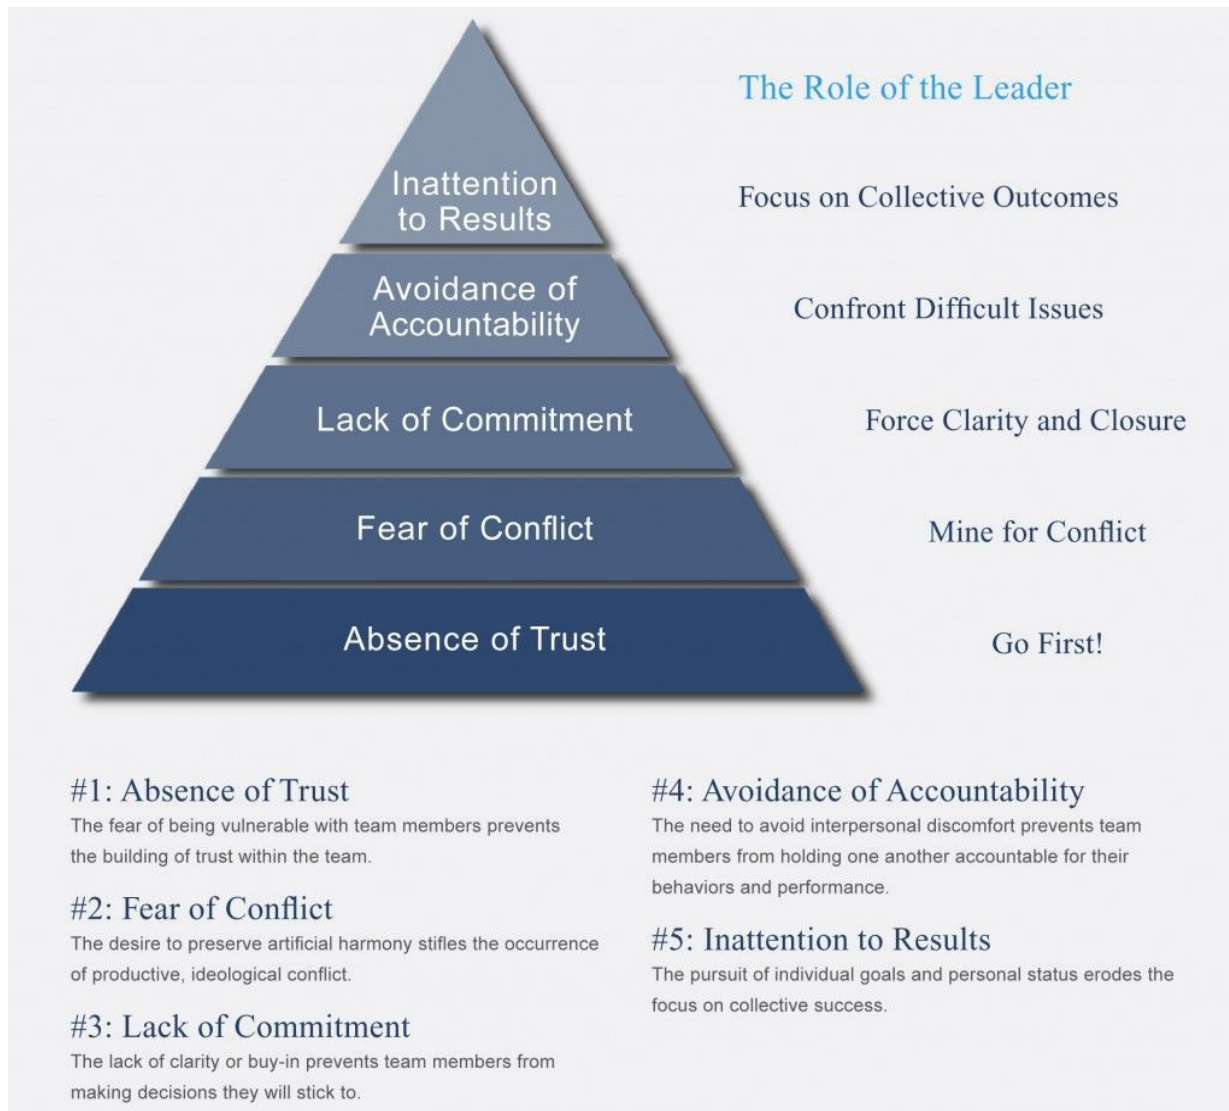 The Role of the Leader
Inattention
to Results
Focus on Collective Outcomes
Avoidance of
Accountability
Confront Difficult Issues
Lack of Commitment
Force Clarity and Closure
Fear of Conflict
Mine for Conflict
Absence of Trust
Go First!
#1: Absence of Trust
The fear of being vulnerable with team members prevents
the building of trust within the team.
#2: Fear of Conflict
The desire to preserve artificial harmony stifles the occurrence
of productive, ideological conflict.
#3: Lack of Commitment
The lack of clarity or buy-in prevents team members from
making decisions they will stick to.
#4: Avoidance of Accountability
The need to avoid interpersonal discomfort prevents team
members from holding one another accountable for their
behaviors and performance.
#5: Inattention to Results
The pursuit of individual goals and personal status erodes the
focus on collective success.